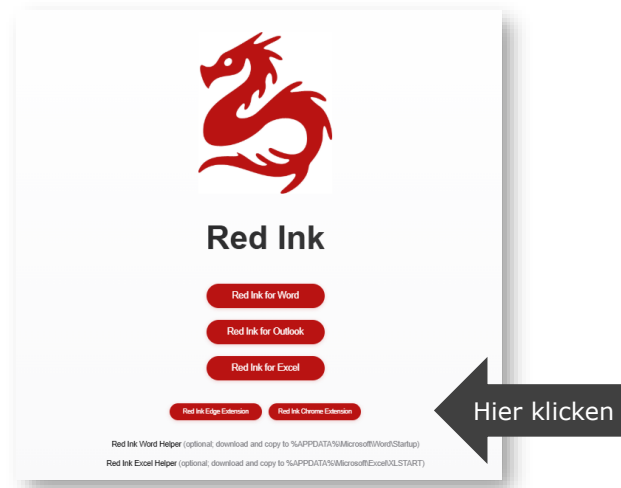 Red Ink
Red Ink for Word
Red Ink for Outlook
Red Ink for Excel
Red Ink Edge Extension Red Ink Chrome Extension
Hier klicken
Red Ink Word Helper (optional; download and copy to %APPDATA%\Microsoft\Word\Startup)
Red Ink Excel Helper (optional; download and copy to %APPDATA%\Microsoft\Excel\XLSTART)